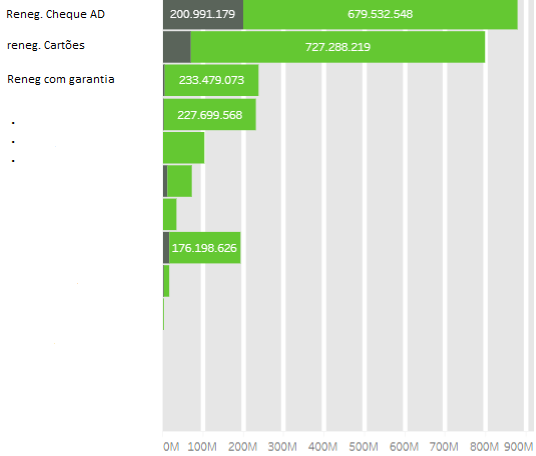 Reneg. Cheque AD 200.991.179 679.532.548
reneg. Cartões 727.288.219
Reneg com garantia 233.479.073
. 227.699.568
.
.
176.198.626
0M 100M 200M 300M 400M 500M 600M 700M 800M 900M